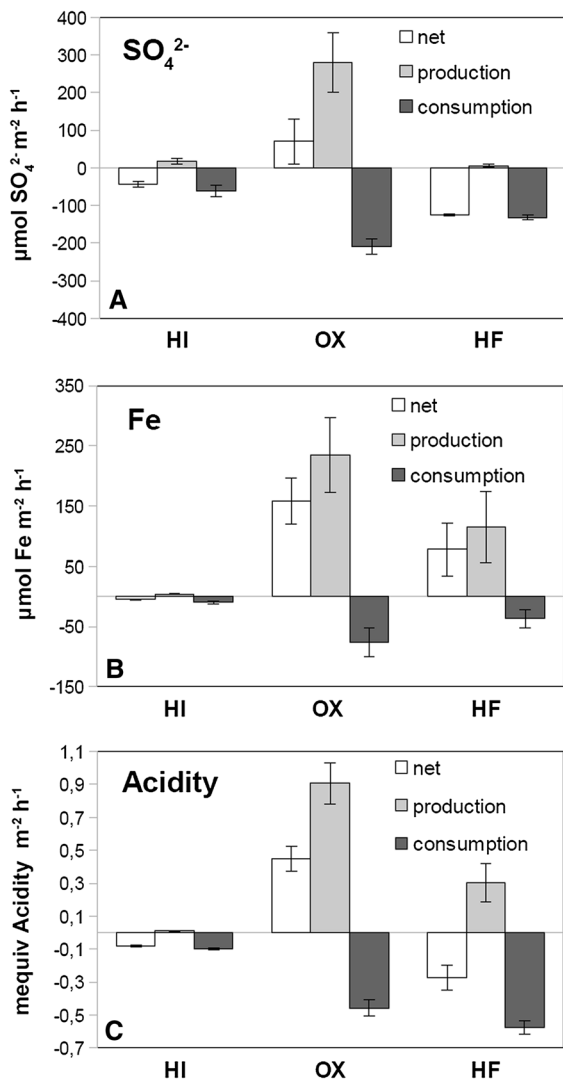 400
300
200
100
0
-100
-200
-300
-400
µmol SO₄²⁻ m⁻² h⁻¹
SO₄²⁻
net
production
consumption
A
HI OX HF
350
250
150
50
-50
-150
µmol Fe m⁻² h⁻¹
Fe
net
production
consumption
B
HI OX HF
1,1
0,9
0,7
0,5
0,3
0,1
-0,1
-0,3
-0,5
-0,7
mequiv Acidity m⁻² h⁻¹
Acidity
net
production
consumption
C
HI OX HF